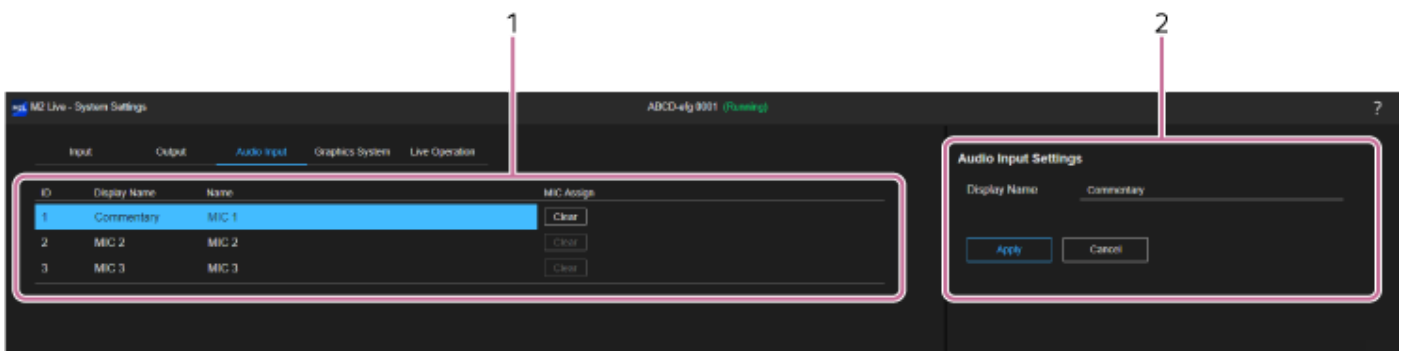 1 2
M2 Live - System Settings ABCD-efg 0001 (Running) ?
Input Output Audio Input Graphics System Live Operation
Audio Input Settings
ID Display Name Name MIC Assign
Display Name Commentary
1 Commentary MIC 1 Clear
2 MIC 2 MIC 2 Clear
Apply Cancel
3 MIC 3 MIC 3 Clear